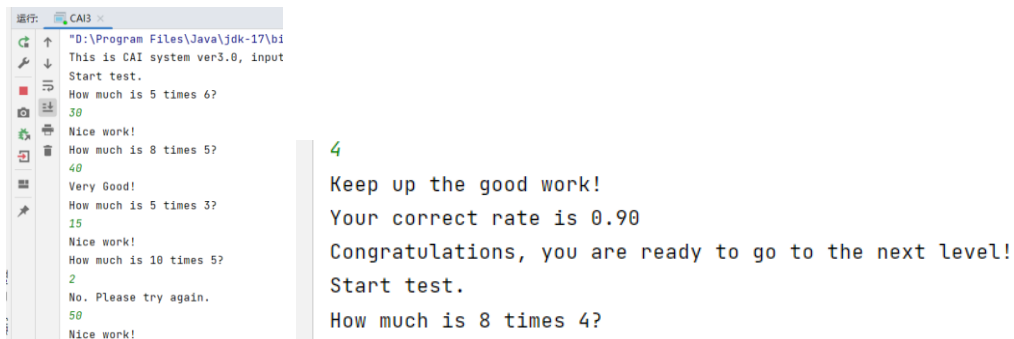 运行: CAI3
"D:\Program Files\Java\jdk-17\bi
This is CAI system ver3.0, input
Start test.
How much is 5 times 6?
30
Nice work!
How much is 8 times 5?
40
Very Good!
How much is 5 times 3?
15
Nice work!
How much is 10 times 5?
2
No. Please try again.
50
Nice work!
4
Keep up the good work!
Your correct rate is 0.90
Congratulations, you are ready to go to the next level!
Start test.
How much is 8 times 4?